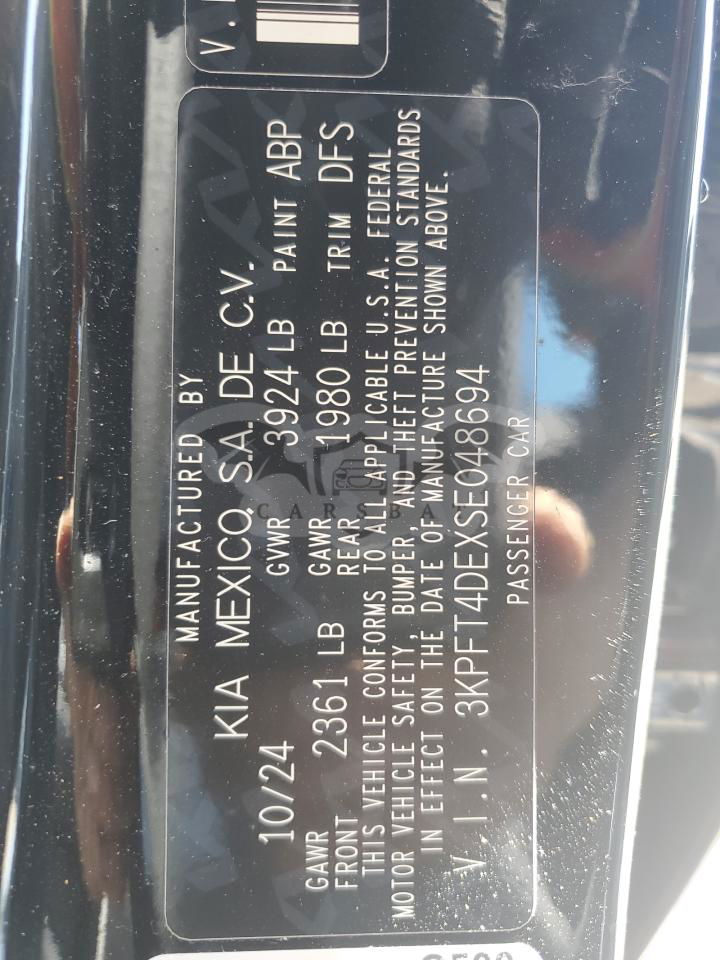 V.
MANUFACTURED BY
KIA MEXICO, S.A. DE C.V.
10/24 GVWR 3924 LB PAINT ABP
GAWR FRONT 2361 LB GAWR REAR 1980 LB TRIM DFS
THIS VEHICLE CONFORMS TO ALL APPLICABLE U.S.A. FEDERAL
MOTOR VEHICLE SAFETY, BUMPER, AND THEFT PREVENTION STANDARDS
IN EFFECT ON THE DATE OF MANUFACTURE SHOWN ABOVE.
V.I.N. 3KPFT4DEXSE048694
PASSENGER CAR